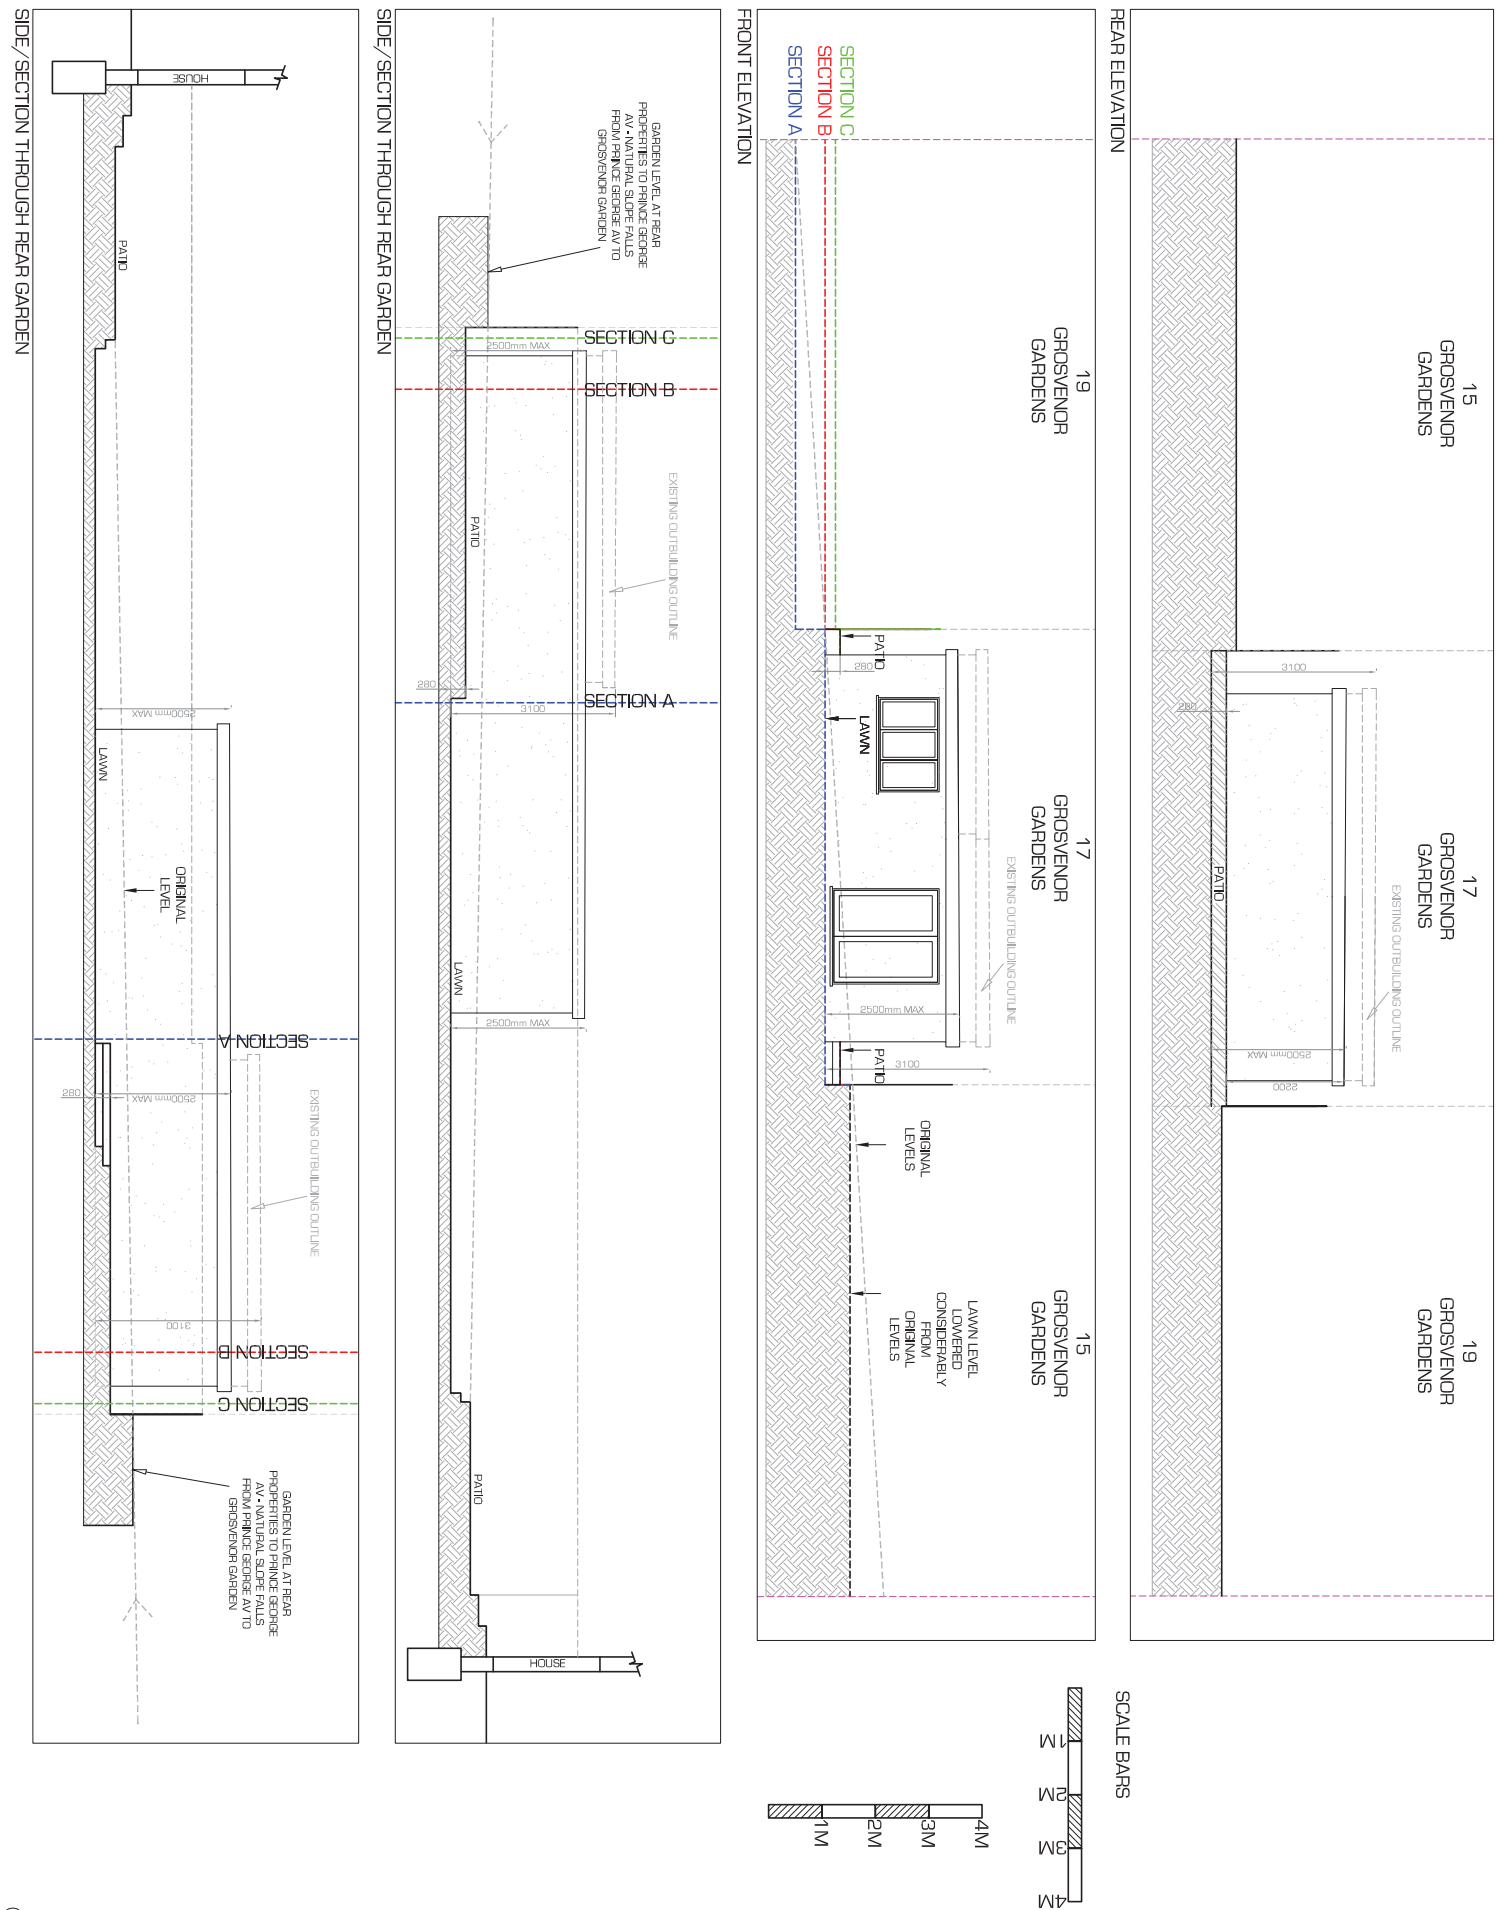 REAR ELEVATION
15
GROSVENOR
GARDENS
17
GROSVENOR
GARDENS
19
GROSVENOR
GARDENS
3100
280
PATIO
EXISTING OUTBUILDING OUTLINE
2500mm MAX
2200
FRONT ELEVATION
SECTION C
SECTION B
SECTION A
19
GROSVENOR
GARDENS
17
GROSVENOR
GARDENS
15
GROSVENOR
GARDENS
PATIO
280
LAWN
EXISTING OUTBUILDING OUTLINE
2500mm MAX
PATIO
3100
ORIGINAL
LEVELS
LAWN LEVEL
LOWERED
CONSIDERABLY
FROM
ORIGINAL
LEVELS
SIDE/SECTION THROUGH REAR GARDEN
GARDEN LEVEL AT REAR
PROPERTIES TO PRINCE GEORGE
AV - NATURAL SLOPE FALLS
FROM PRINCE GEORGE AV TO
GROSVENOR GARDEN
SECTION C
2500mm MAX
SECTION B
EXISTING OUTBUILDING OUTLINE
PATIO
280
SECTION A
3100
LAWN
2500mm MAX
PATIO
HOUSE
SIDE/SECTION THROUGH REAR GARDEN
HOUSE
PATIO
2500mm MAX
LAWN
ORIGINAL
LEVEL
SECTION A
280
2500mm MAX
EXISTING OUTBUILDING OUTLINE
3100
SECTION B
SECTION C
GARDEN LEVEL AT REAR
PROPERTIES TO PRINCE GEORGE
AV - NATURAL SLOPE FALLS
FROM PRINCE GEORGE AV TO
GROSVENOR GARDEN
SCALE BARS
1M
2M
3M
4M
1M
2M
3M
4M